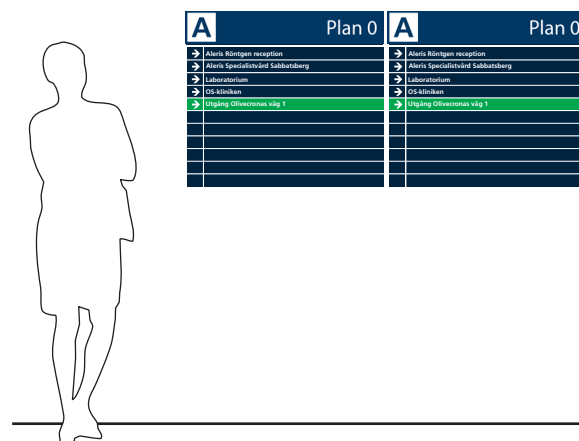 A Plan 0
Aleris Röntgen reception
Aleris Specialistvård Sabbatsberg
Laboratorium
OS-kliniken
Utgång Olivecronas väg 1
A Plan 0
Aleris Röntgen reception
Aleris Specialistvård Sabbatsberg
Laboratorium
OS-kliniken
Utgång Olivecronas väg 1